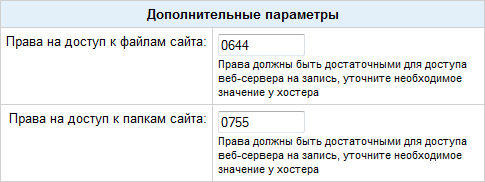 Дополнительные параметры
Права на доступ к файлам сайта:
0644
Права должны быть достаточными для доступа
веб-сервера на запись, уточните необходимое
значение у хостера
Права на доступ к папкам сайта:
0755
Права должны быть достаточными для доступа
веб-сервера на запись, уточните необходимое
значение у хостера